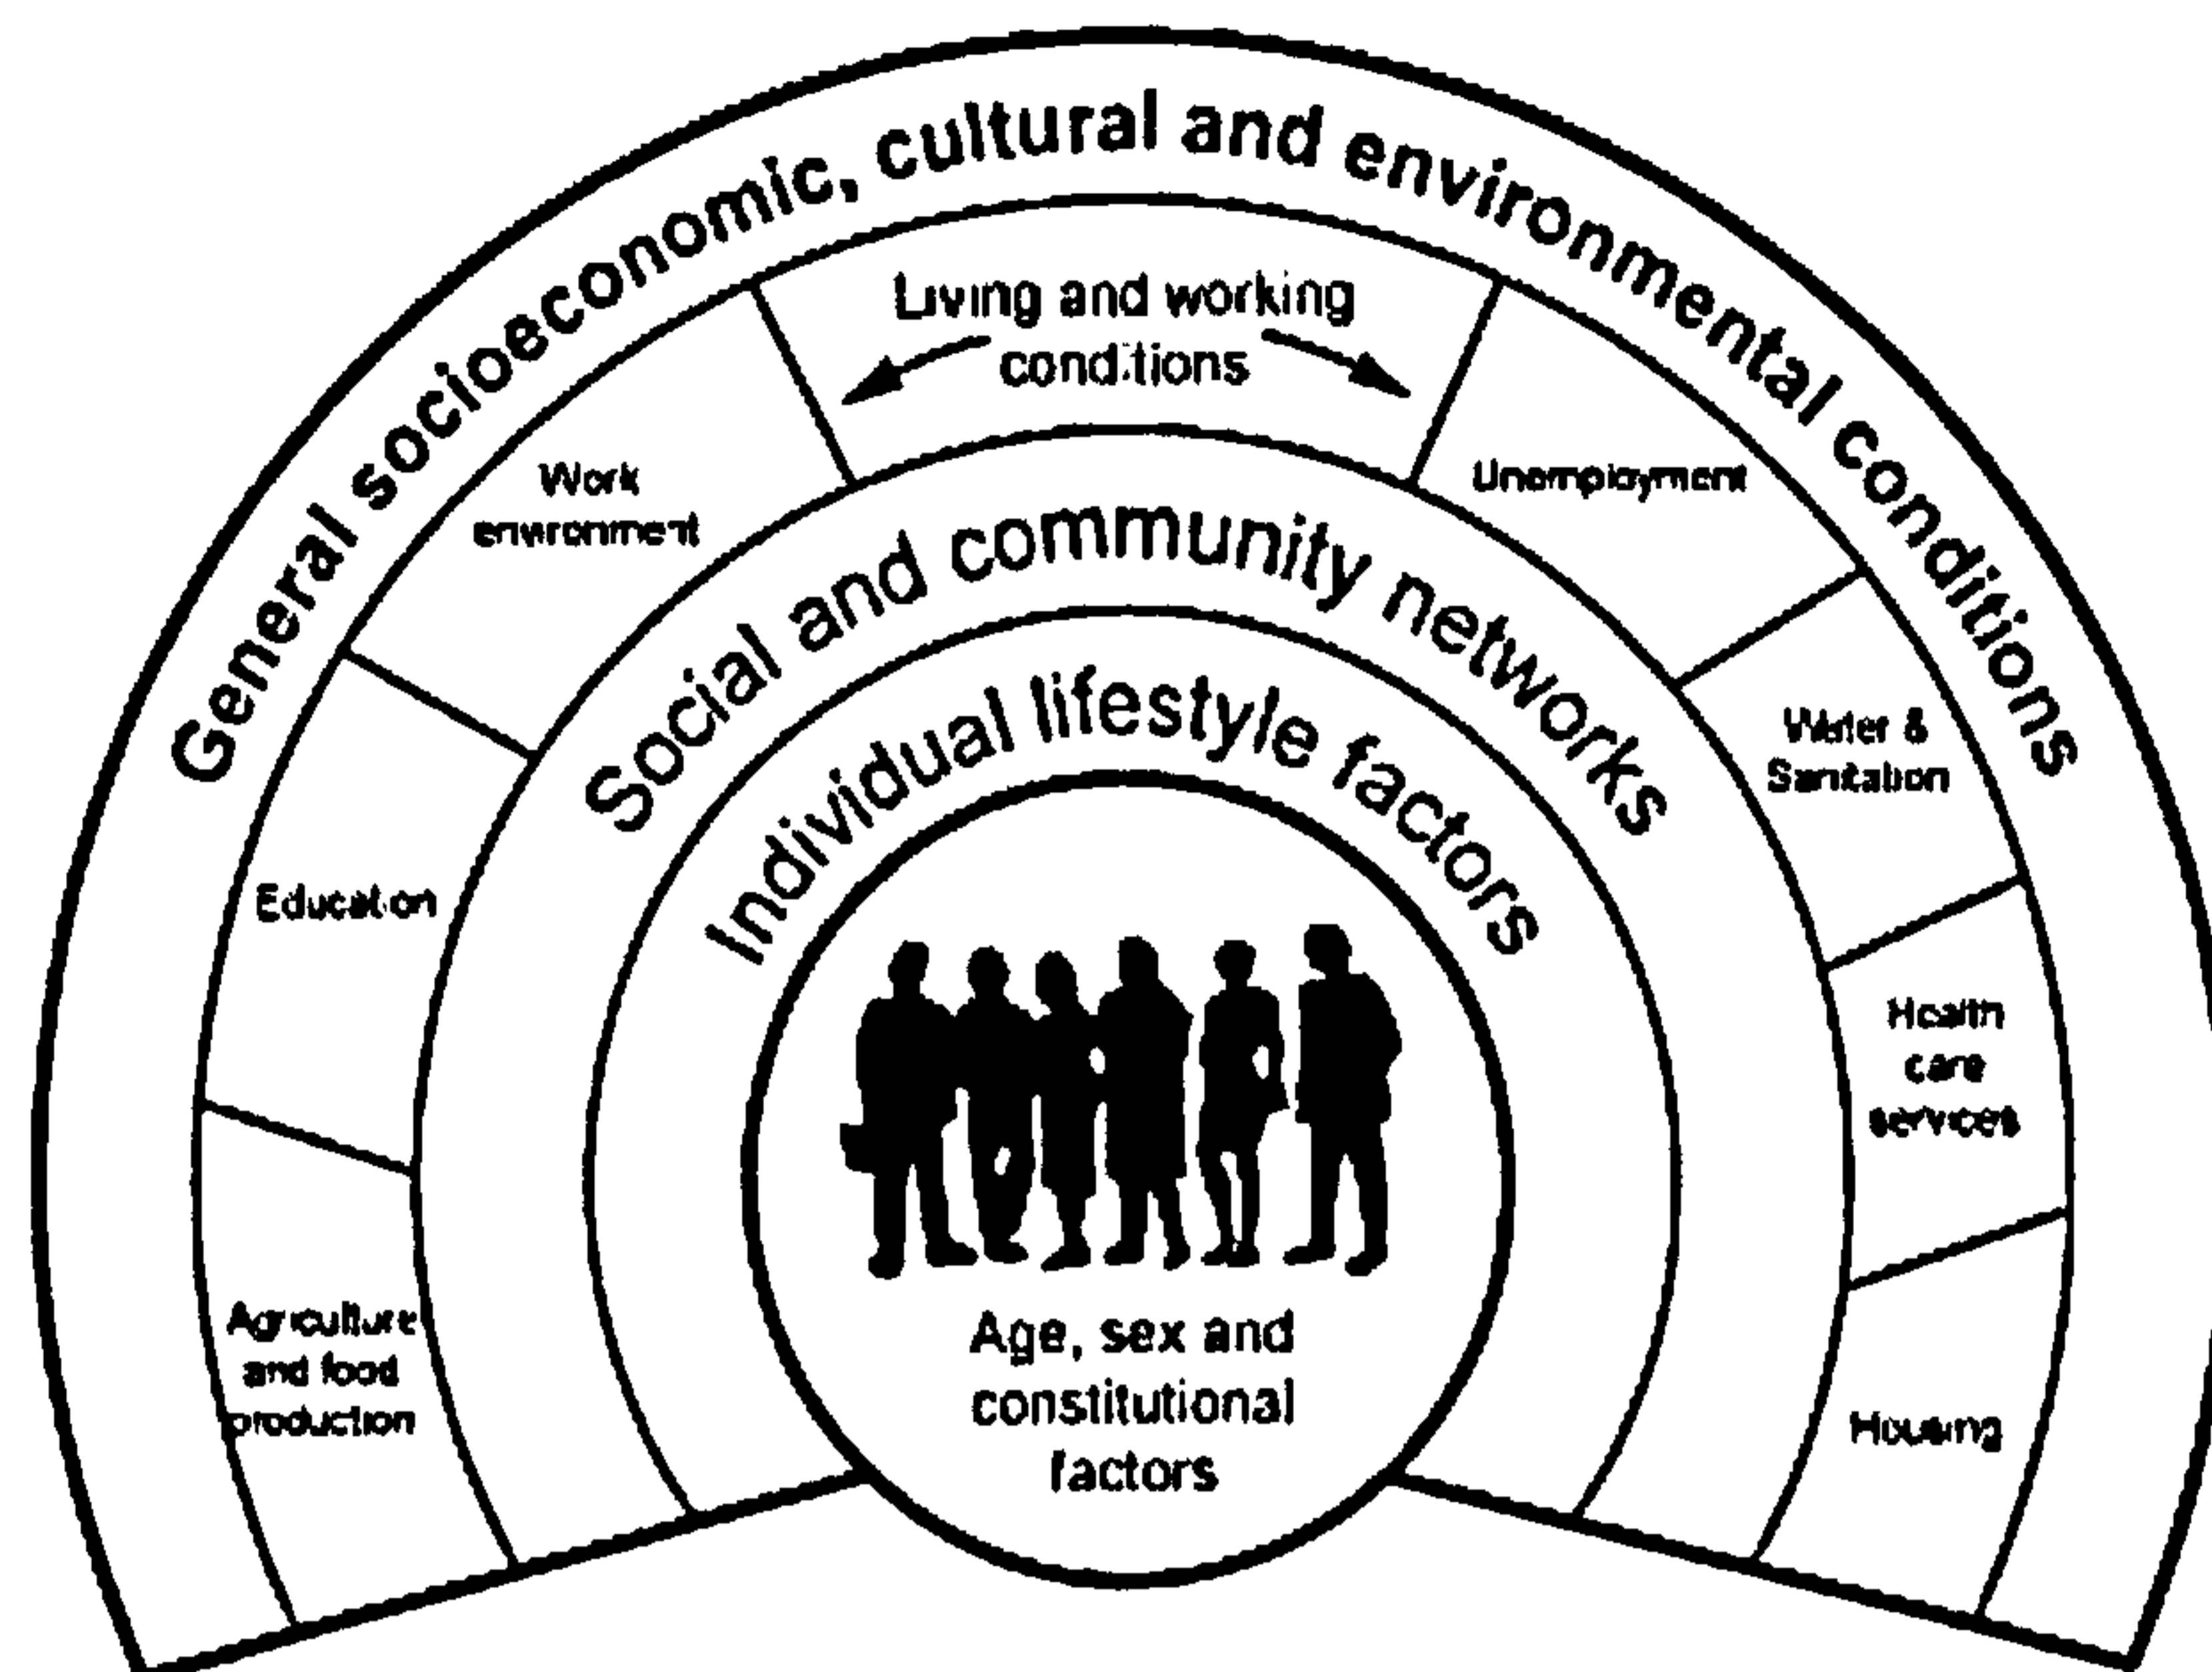 General socioeconomic, cultural and environmental conditions
Living and working
conditions
Work
environment
Unemployment
Social and community networks
Water &
Sanitation
Individual lifestyle factors
Education
Health
care
services
Agriculture
and food
production
Housing
Age, sex and
constitutional
factors